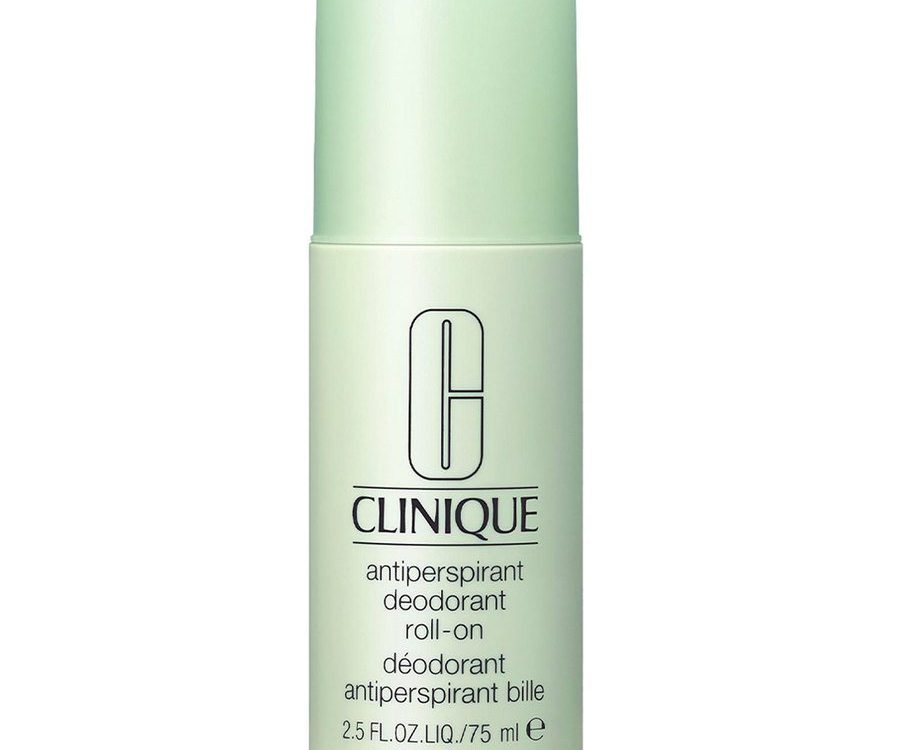 C
CLINIQUE
antiperspirant
deodorant
roll-on
déodorant
antiperspirant bille
2.5 FL.OZ.LIQ./75 ml ℮